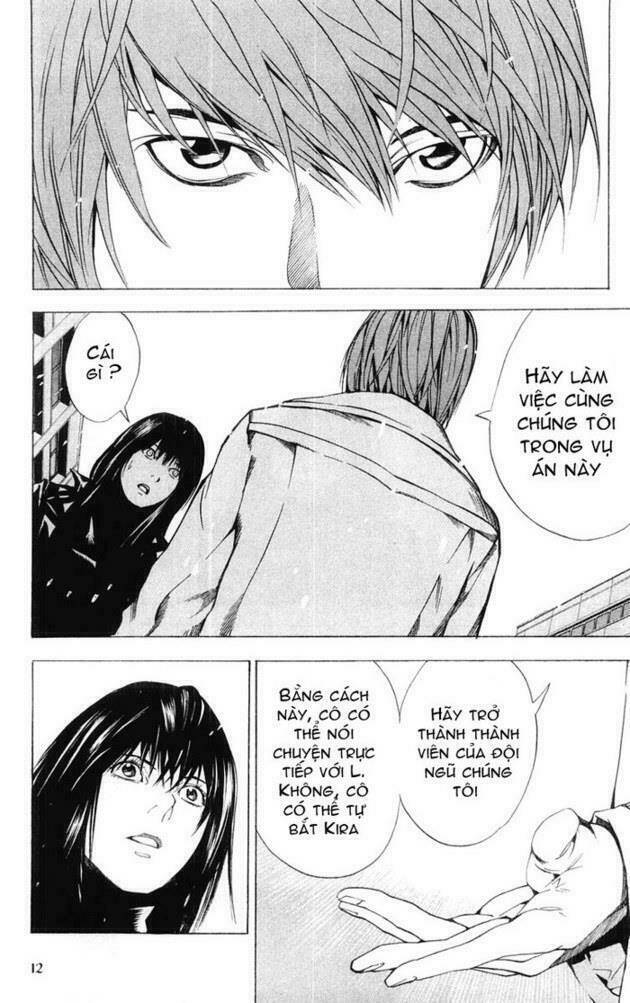 HÃY LÀM
VIỆC CÙNG
CHÚNG TÔI
TRONG VỤ
ÁN NÀY
CÁI
GÌ ?
HÃY TRỞ
THÀNH THÀNH
VIÊN CỦA ĐỘI
NGŨ CHÚNG
TÔI
BẰNG CÁCH
NÀY, CÔ CÓ
THỂ NÓI
CHUYỆN TRỰC
TIẾP VỚI L.
KHÔNG, CÔ
CÓ THỂ TỰ
BẮT KIRA
12